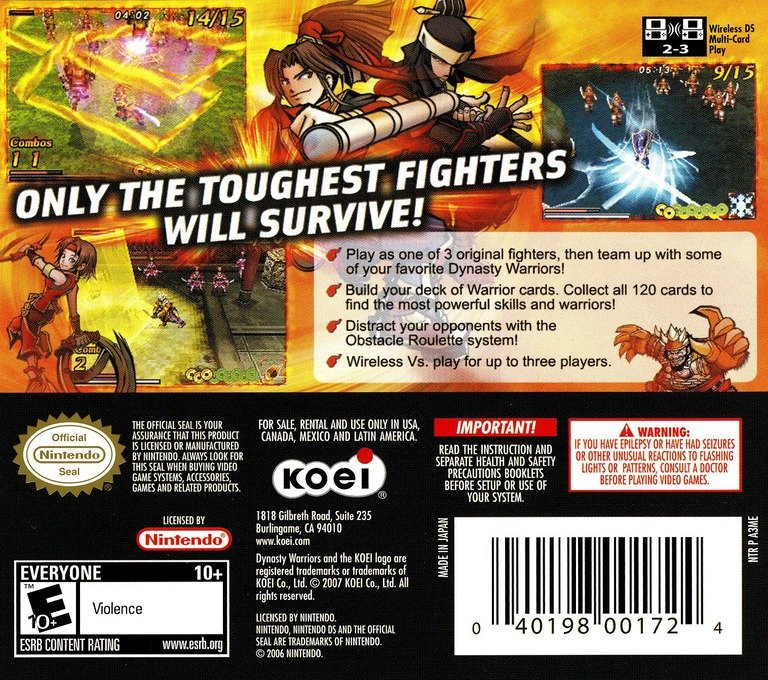 04:02 14/15
Combos
11
Wireless DS
Multi-Card
Play
2-3
05:13 9/15
ONLY THE TOUGHEST FIGHTERS
WILL SURVIVE!
Play as one of 3 original fighters, then team up with some
of your favorite Dynasty Warriors!
Build your deck of Warrior cards. Collect all 120 cards to
find the most powerful skills and warriors!
Distract your opponents with the
Obstacle Roulette system!
Wireless Vs. play for up to three players.
Comb
2
Official
Nintendo
Seal
THE OFFICIAL SEAL IS YOUR
ASSURANCE THAT THIS PRODUCT
IS LICENSED OR MANUFACTURED
BY NINTENDO. ALWAYS LOOK FOR
THIS SEAL WHEN BUYING VIDEO
GAME SYSTEMS, ACCESSORIES,
GAMES AND RELATED PRODUCTS.
LICENSED BY
Nintendo®
EVERYONE 10+
™
E
10+
Violence
ESRB CONTENT RATING www.esrb.org
FOR SALE, RENTAL AND USE ONLY IN USA,
CANADA, MEXICO AND LATIN AMERICA.
KOEI®
1818 Gilbreth Road, Suite 235
Burlingame, CA 94010
www.koei.com
Dynasty Warriors and the KOEI logo are
registered trademarks or trademarks of
KOEI Co., Ltd. © 2007 KOEI Co., Ltd. All
rights reserved.
LICENSED BY NINTENDO.
NINTENDO, NINTENDO DS AND THE OFFICIAL
SEAL ARE TRADEMARKS OF NINTENDO.
© 2006 NINTENDO.
IMPORTANT!
READ THE INSTRUCTION AND
SEPARATE HEALTH AND SAFETY
PRECAUTIONS BOOKLETS
BEFORE SETUP OR USE OF
YOUR SYSTEM.
WARNING:
IF YOU HAVE EPILEPSY OR HAVE HAD SEIZURES
OR OTHER UNUSUAL REACTIONS TO FLASHING
LIGHTS OR PATTERNS, CONSULT A DOCTOR
BEFORE PLAYING VIDEO GAMES.
MADE IN JAPAN
0 40198 00172 4
NTR P A3ME